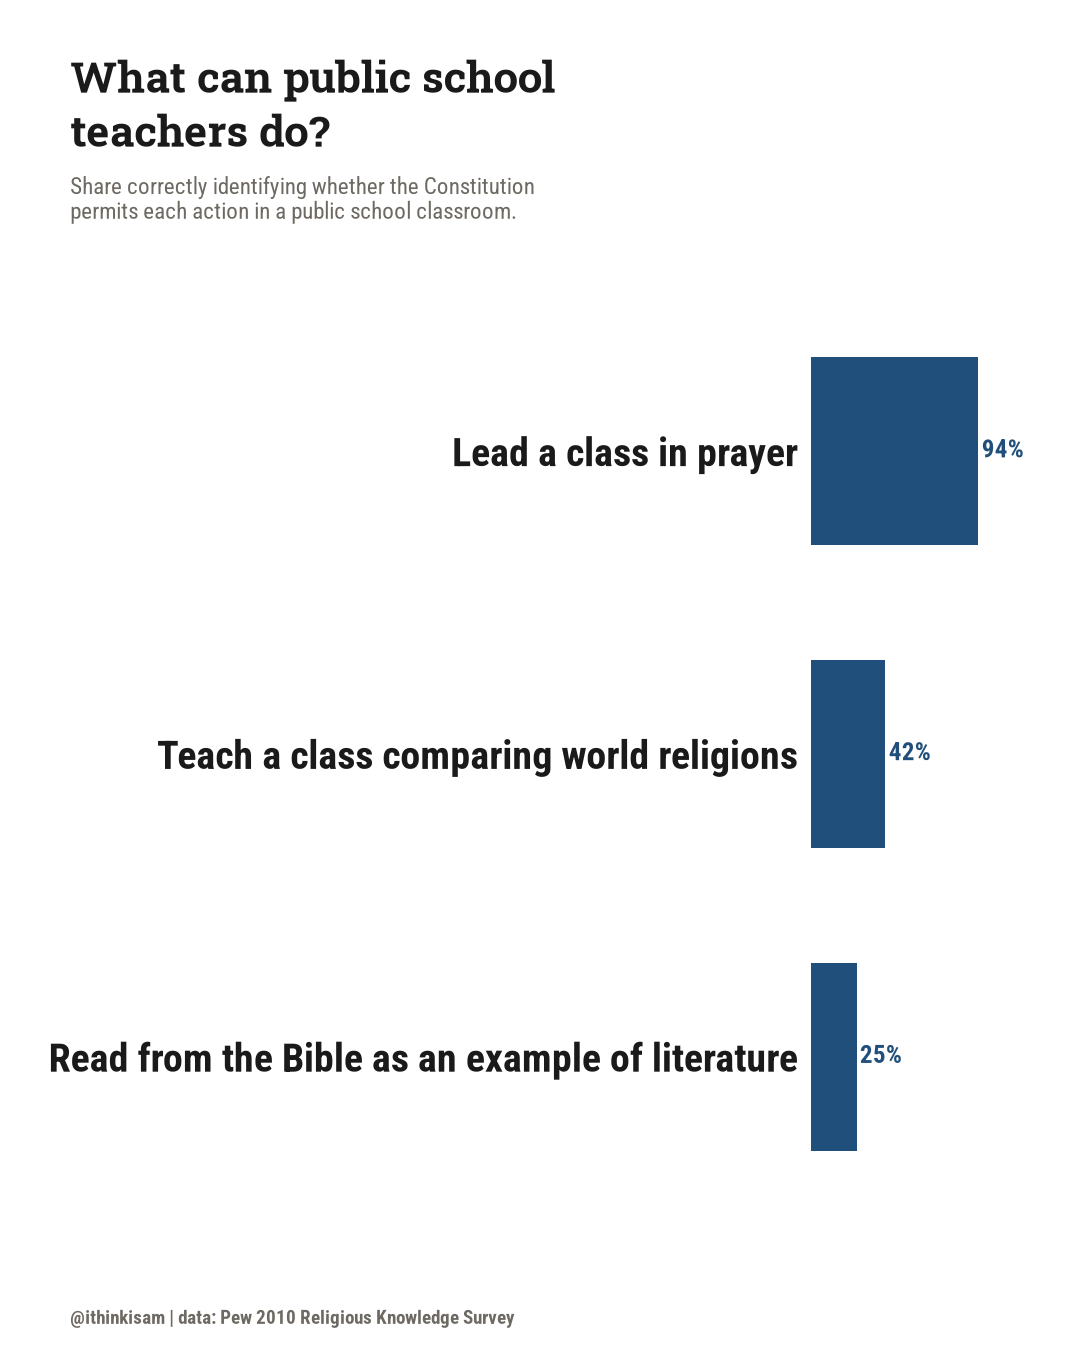 What can public school
teachers do?
Share correctly identifying whether the Constitution
permits each action in a public school classroom.
Lead a class in prayer
94%
Teach a class comparing world religions
42%
Read from the Bible as an example of literature
25%
@ithinkisam | data: Pew 2010 Religious Knowledge Survey